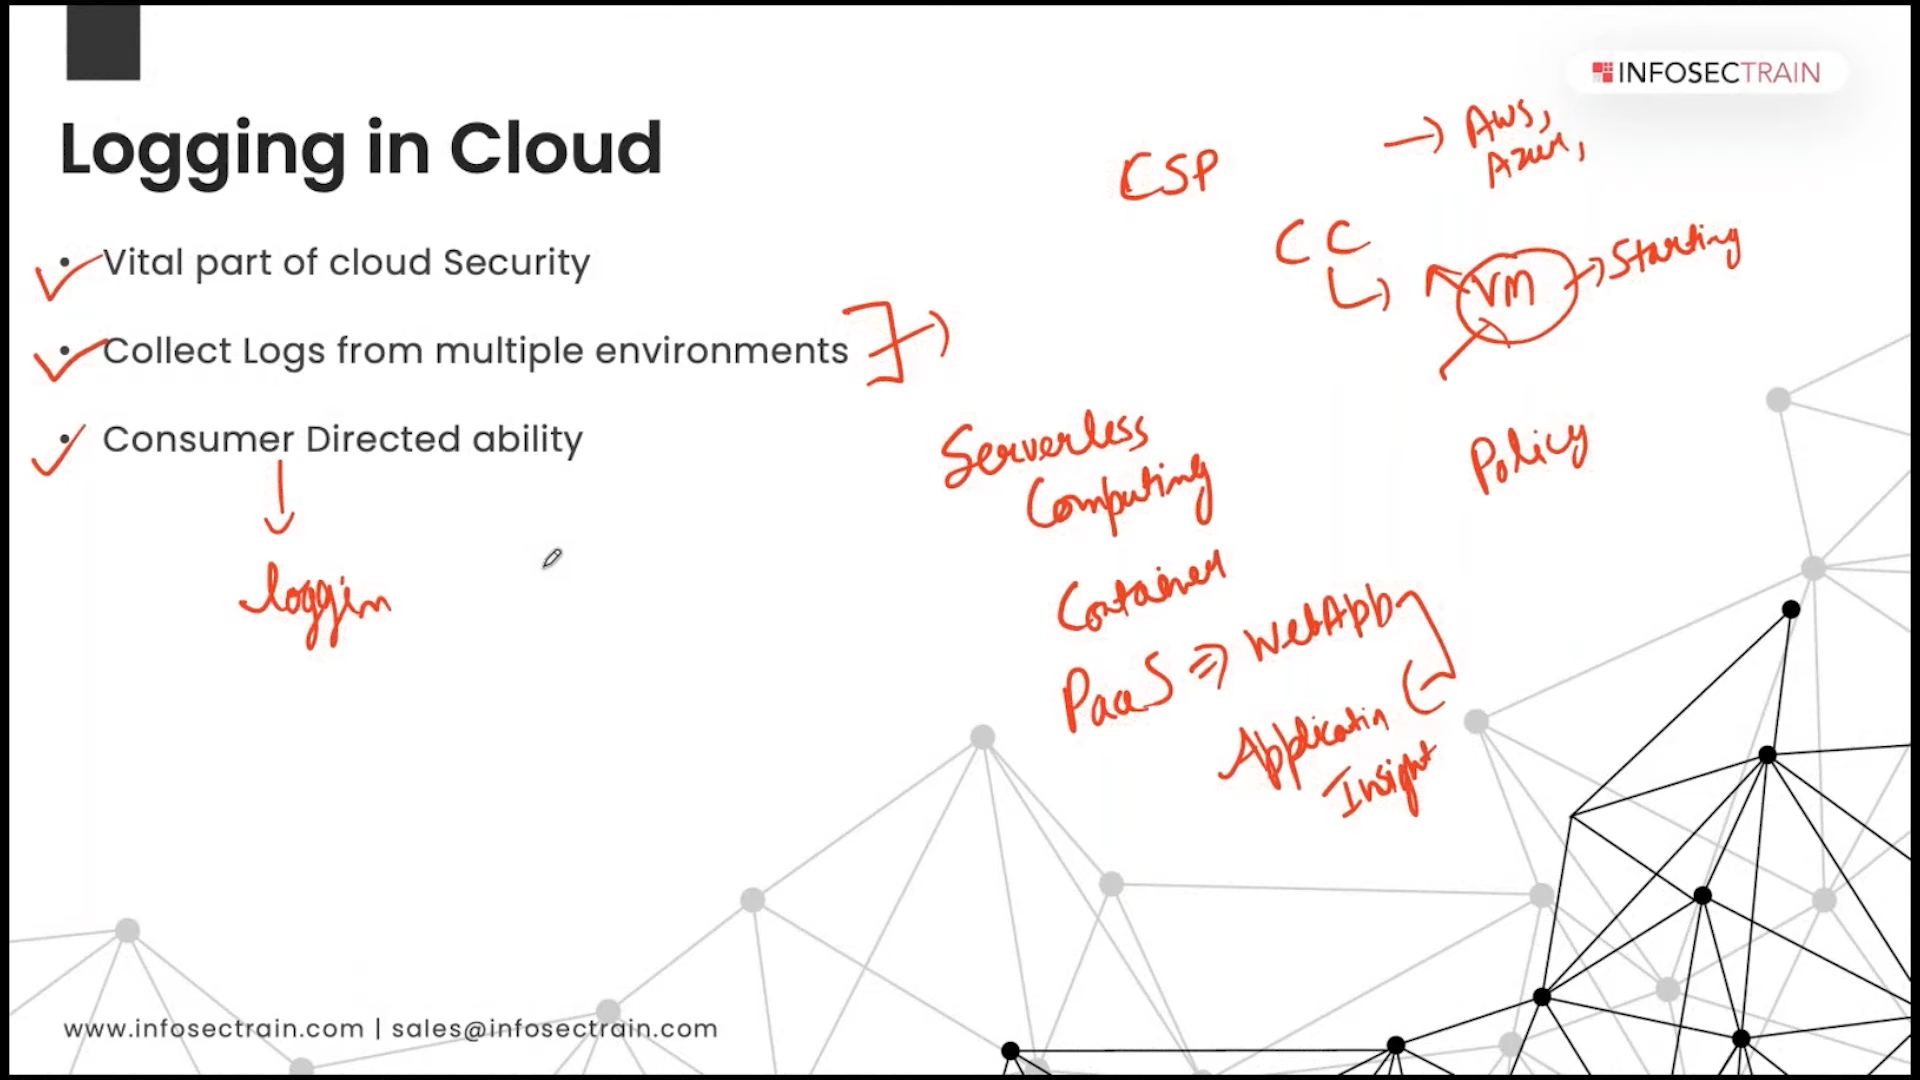 INFOSECTRAIN
Logging in Cloud
• Vital part of cloud Security
• Collect Logs from multiple environments
• Consumer Directed ability
CSP
Aws,
Azure,
CC
VM
Starting
Serverless
Computing
Policy
Container
PaaS
WebApp
Application
Insight
www.infosectrain.com | sales@infosectrain.com